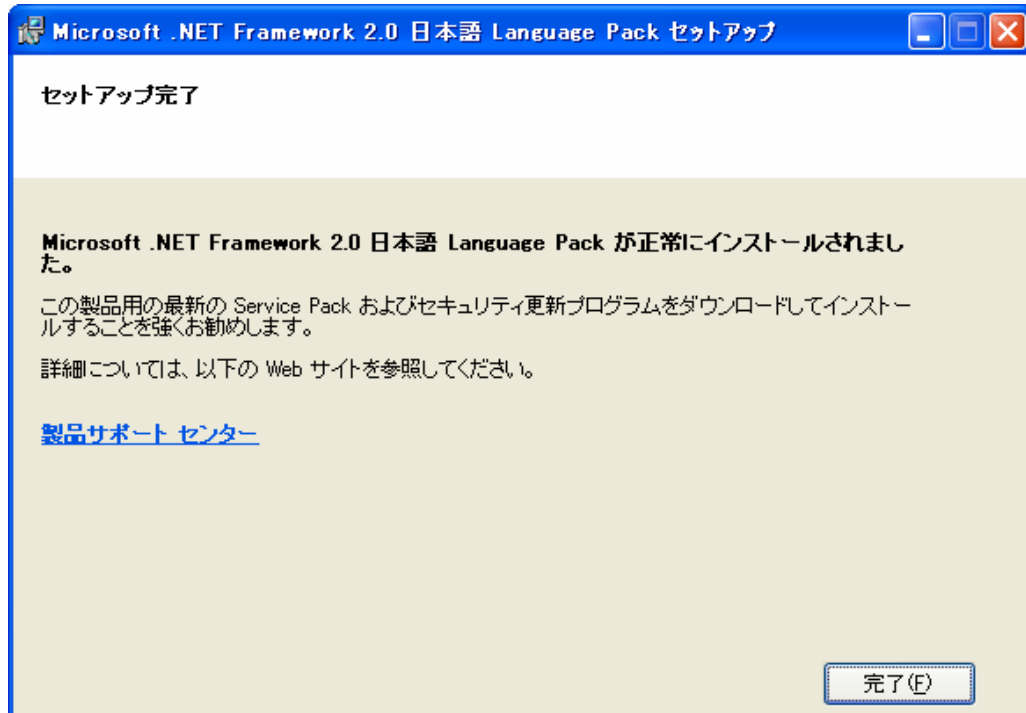 Microsoft .NET Framework 2.0 日本語 Language Pack セットアップ
セットアップ完了
Microsoft .NET Framework 2.0 日本語 Language Pack が正常にインストールされまし
た。
この製品用の最新の Service Pack およびセキュリティ更新プログラムをダウンロードしてインストー
ルすることを強くお勧めします。
詳細については、以下の Web サイトを参照してください。
製品サポート センター
完了(F)